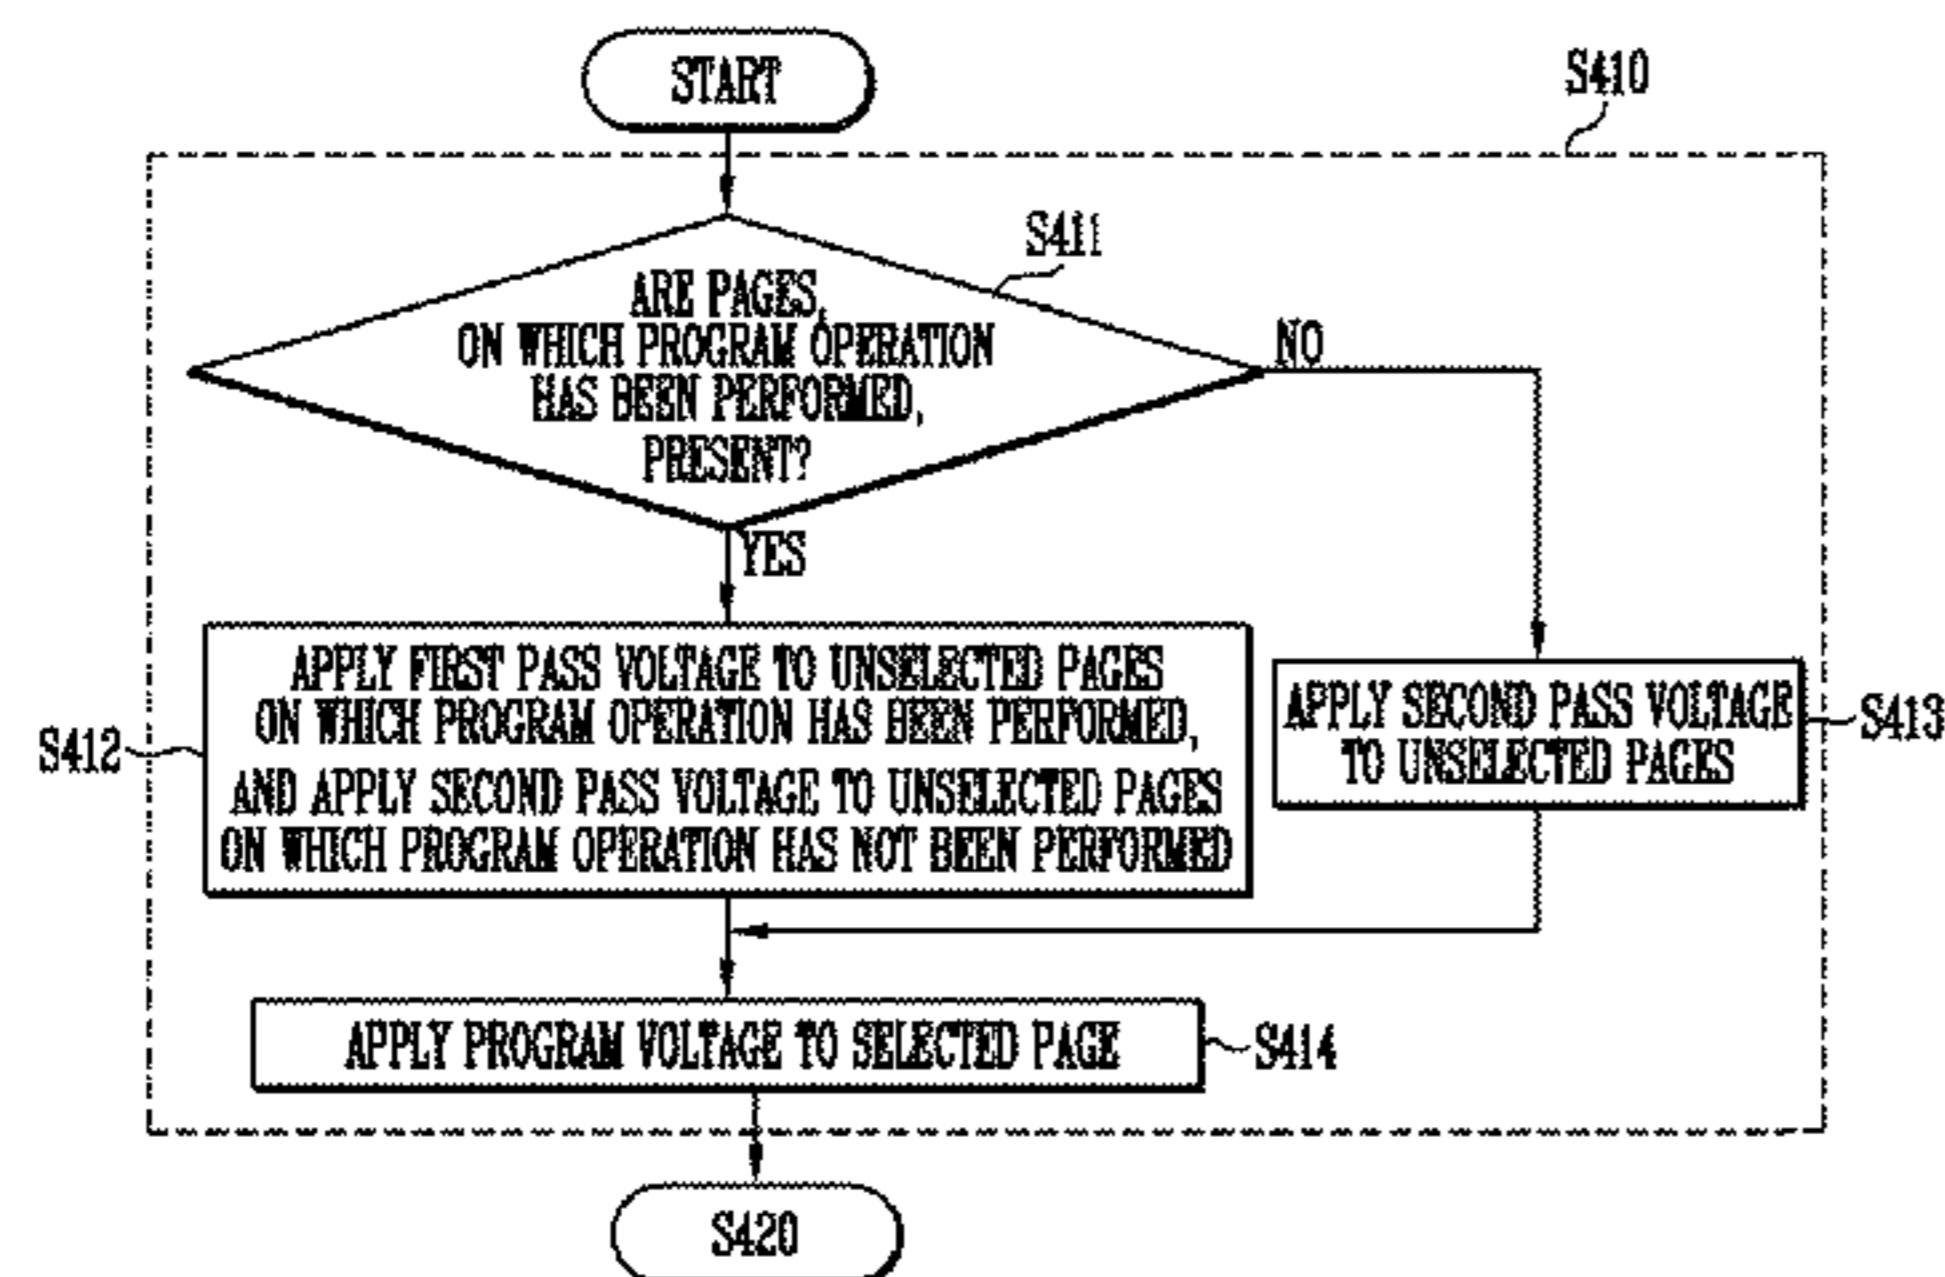 START
S410
S411
ARE PAGES,
ON WHICH PROGRAM OPERATION
HAS BEEN PERFORMED,
PRESENT?
NO
YES
APPLY FIRST PASS VOLTAGE TO UNSELECTED PAGES
ON WHICH PROGRAM OPERATION HAS BEEN PERFORMED,
AND APPLY SECOND PASS VOLTAGE TO UNSELECTED PAGES
ON WHICH PROGRAM OPERATION HAS NOT BEEN PERFORMED
S412
APPLY SECOND PASS VOLTAGE
TO UNSELECTED PAGES
S413
APPLY PROGRAM VOLTAGE TO SELECTED PAGE
S414
S420